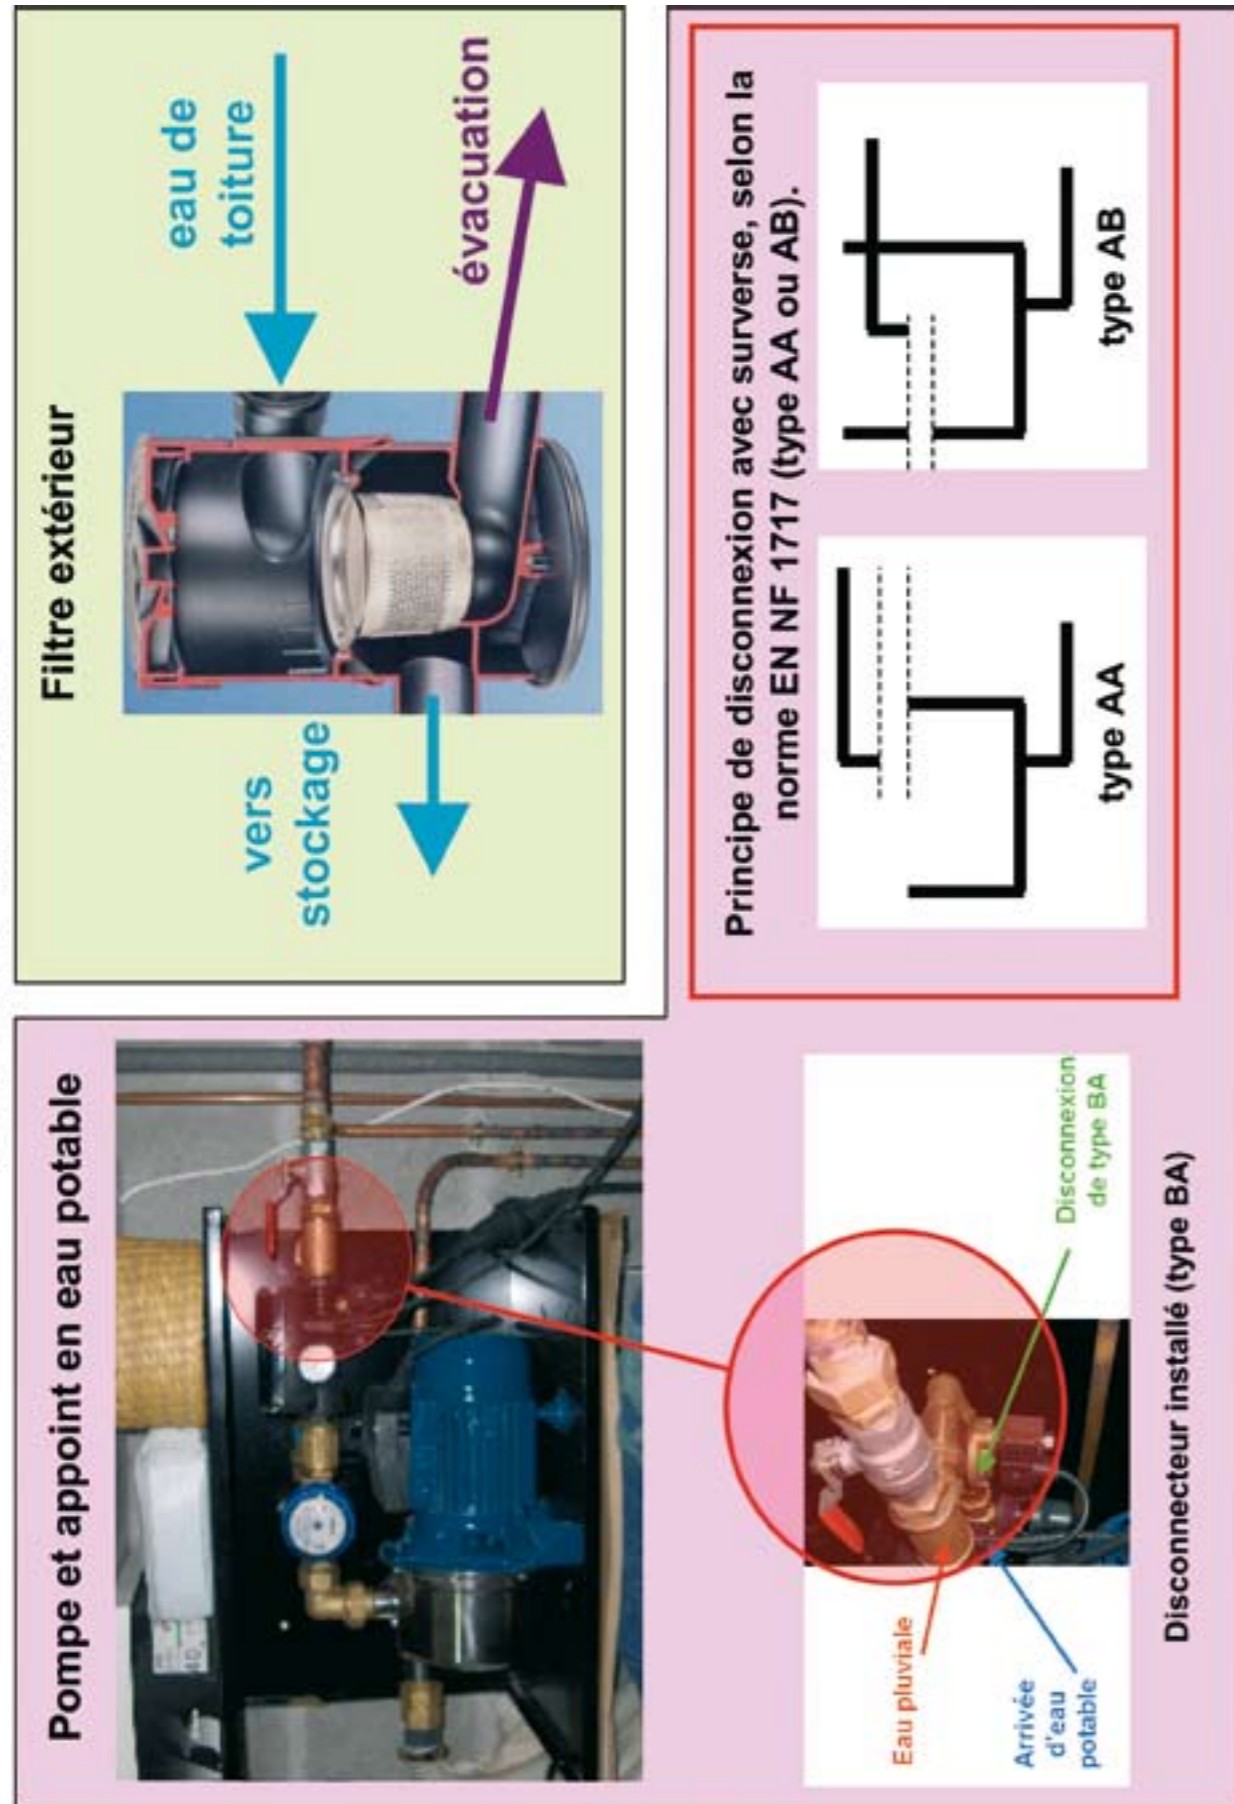 Pompe et appoint en eau potable
Eau pluviale
Arrivée
d'eau
potable
Disconnexion
de type BA
Disconnecteur installé (type BA)
Filtre extérieur
eau de
toiture
vers
stockage
évacuation
Principe de disconnexion avec surverse, selon la
norme EN NF 1717 (type AA ou AB).
type AA
type AB